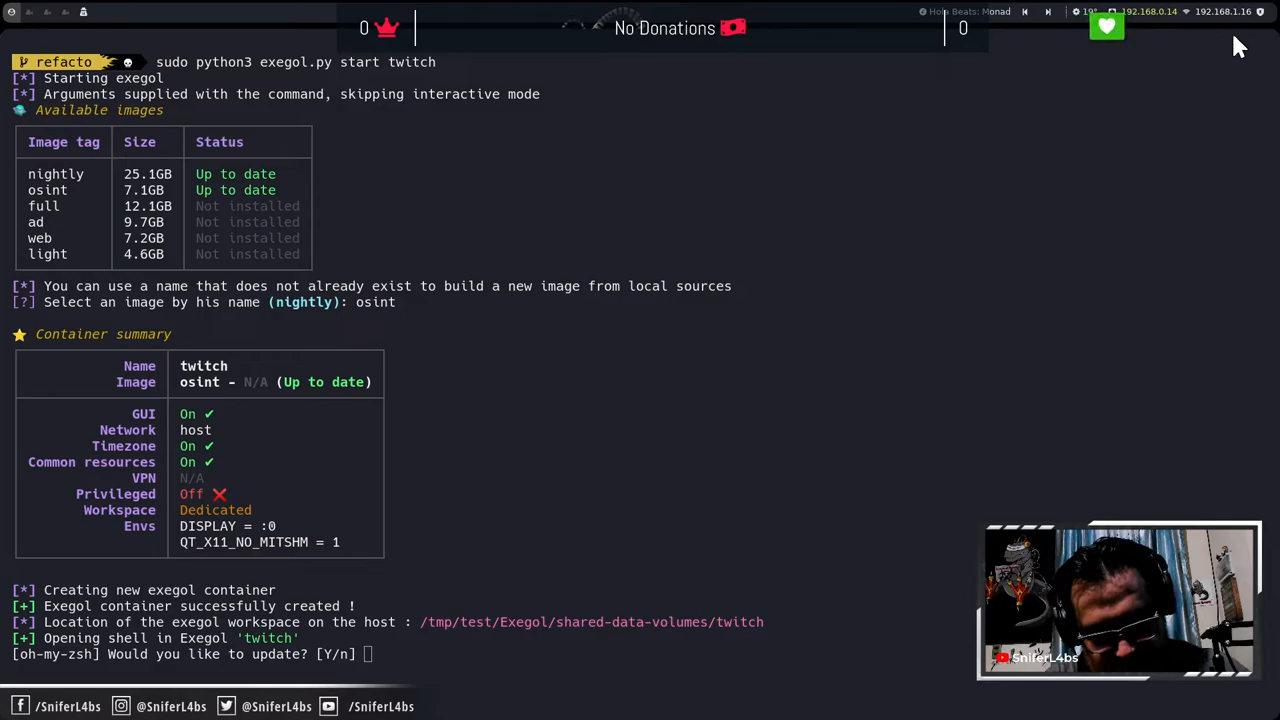 Hola Beats: Monad
19°
192.168.0.14
192.168.1.16
0
No Donations
0
refacto sudo python3 exegol.py start twitch
[*] Starting exegol
[*] Arguments supplied with the command, skipping interactive mode
Available images
Image tag Size Status
nightly 25.1GB Up to date
osint 7.1GB Up to date
full 12.1GB Not installed
ad 9.7GB Not installed
web 7.2GB Not installed
light 4.6GB Not installed
[*] You can use a name that does not already exist to build a new image from local sources
[?] Select an image by his name (nightly): osint
Container summary
Name twitch
Image osint - N/A (Up to date)
GUI On ✔
Network host
Timezone On ✔
Common resources On ✔
VPN N/A
Privileged Off ❌
Workspace Dedicated
Envs DISPLAY = :0
QT_X11_NO_MITSHM = 1
[*] Creating new exegol container
[+] Exegol container successfully created !
[*] Location of the exegol workspace on the host : /tmp/test/Exegol/shared-data-volumes/twitch
[+] Opening shell in Exegol 'twitch'
[oh-my-zsh] Would you like to update? [Y/n]
SniferL4bs
/SniferL4bs @SniferL4bs @SniferL4bs /SniferL4bs